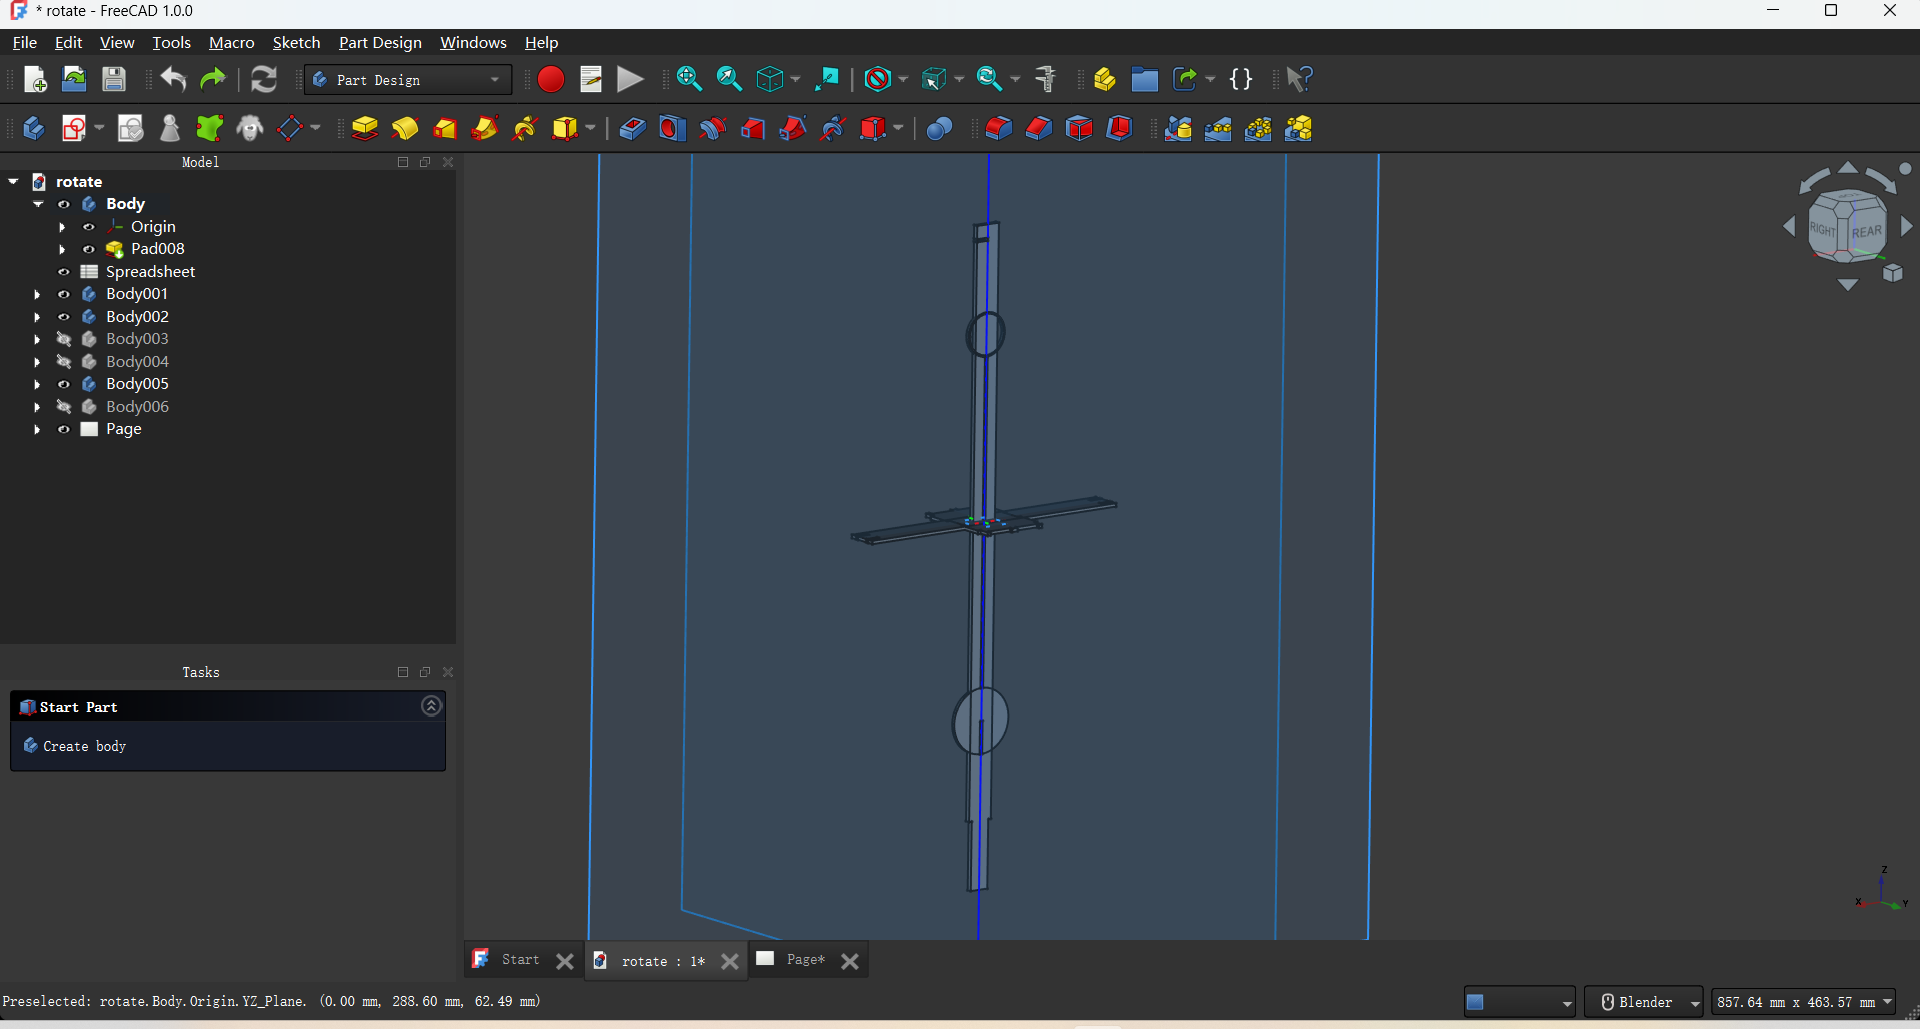 * rotate - FreeCAD 1.0.0
File Edit View Tools Macro Sketch Part Design Windows Help
Part Design
Model
rotate
Body
Origin
Pad008
Spreadsheet
Body001
Body002
Body003
Body004
Body005
Body006
Page
Tasks
Start Part
Create body
TOP
RIGHT
REAR
Z
X
Y
Start
rotate : 1*
Page*
Preselected: rotate.Body.Origin.YZ_Plane. (0.00 mm, 288.60 mm, 62.49 mm)
Blender
857.64 mm x 463.57 mm